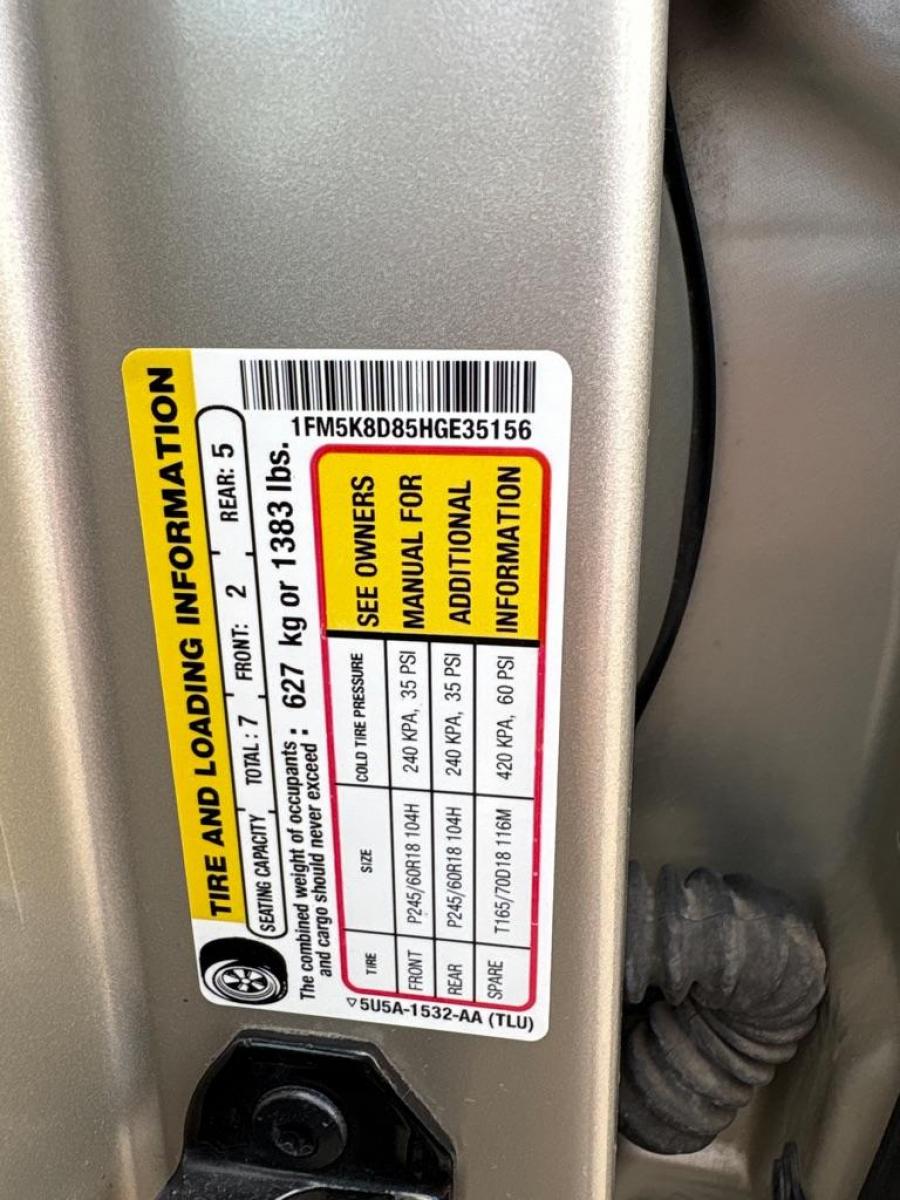 TIRE AND LOADING INFORMATION
SEATING CAPACITY TOTAL : 7 FRONT: 2 REAR: 5
The combined weight of occupants and cargo should never exceed : 627 kg or 1383 lbs.
TIRE SIZE COLD TIRE PRESSURE
FRONT P245/60R18 104H 240 KPA, 35 PSI
REAR P245/60R18 104H 240 KPA, 35 PSI
SPARE T165/70D18 116M 420 KPA, 60 PSI
SEE OWNERS
MANUAL FOR
ADDITIONAL
INFORMATION
5U5A-1532-AA (TLU)
1FM5K8D85HGE35156